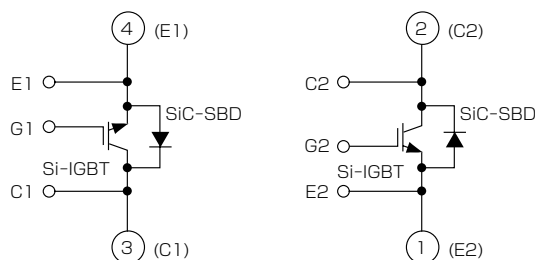 4 (E1)
E1
SiC-SBD
G1
Si-IGBT
C1
3 (C1)
2 (C2)
C2
SiC-SBD
G2
Si-IGBT
E2
1 (E2)